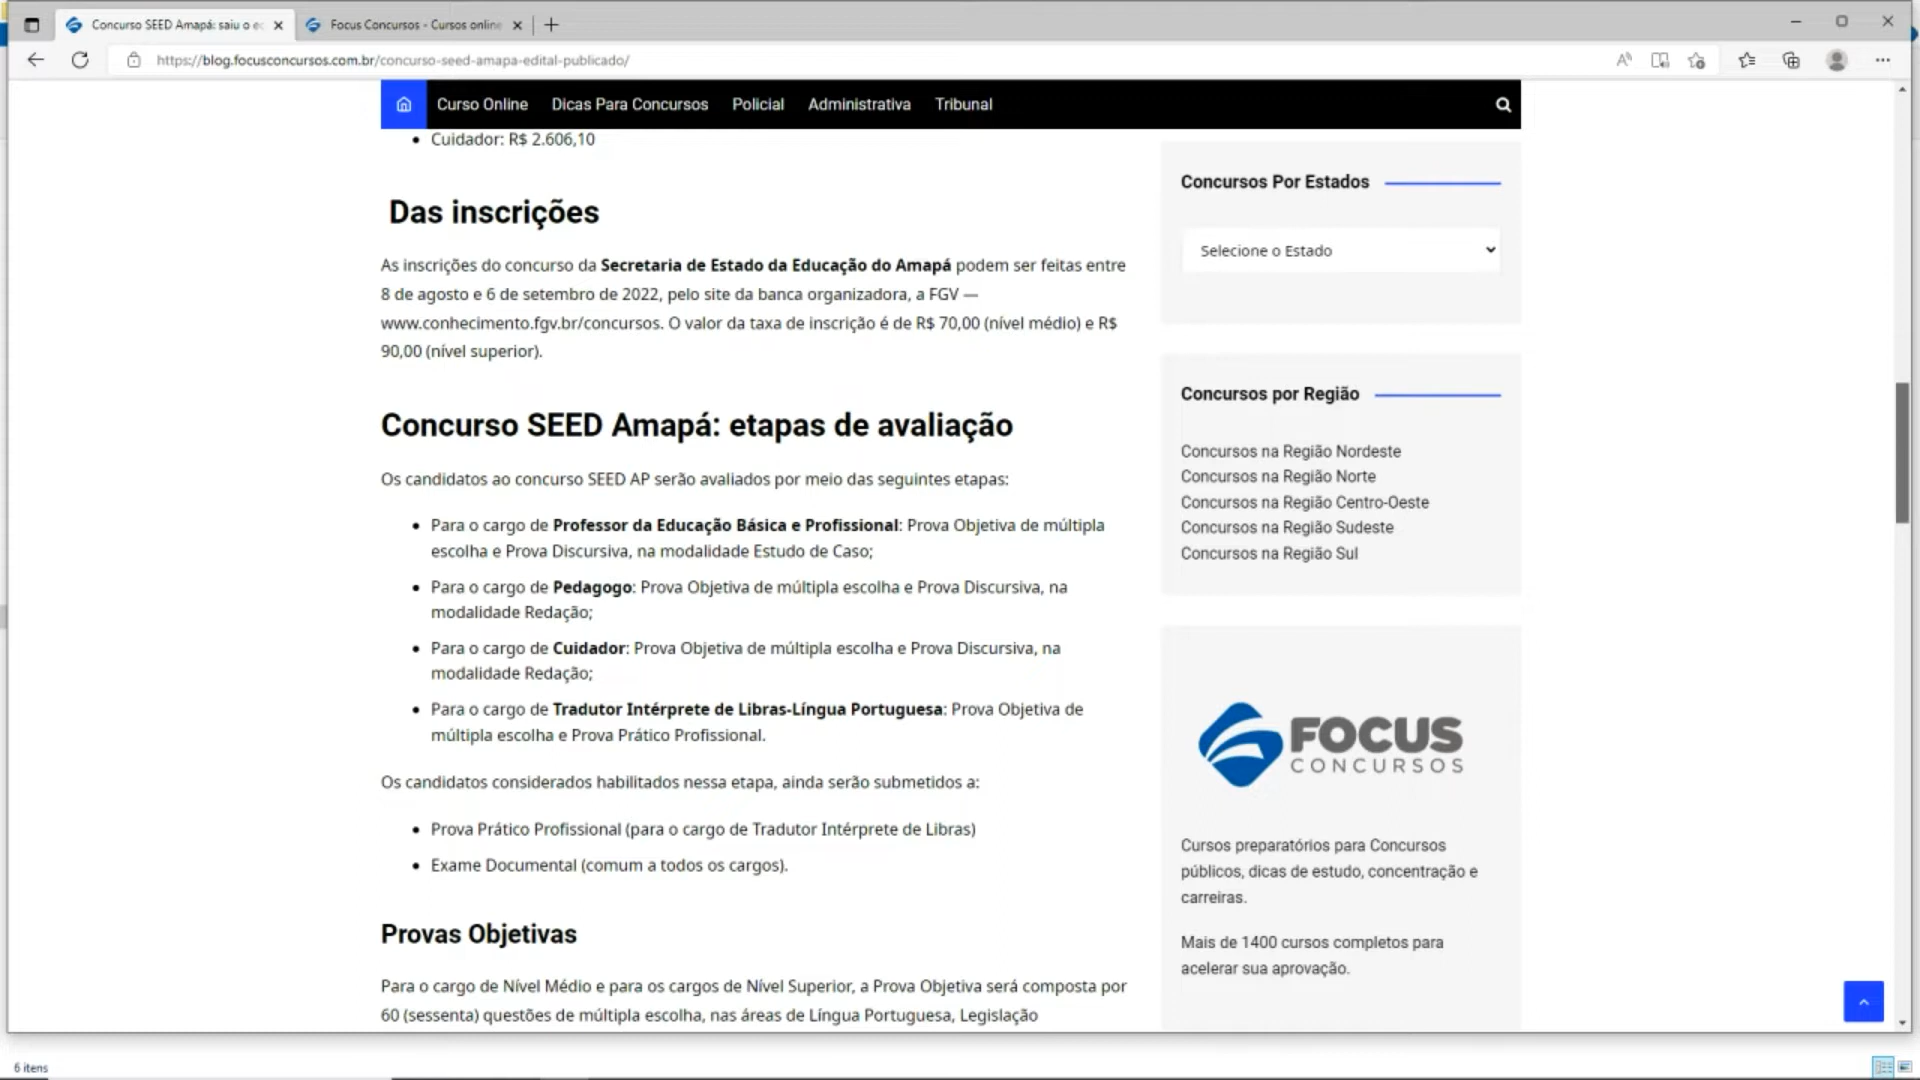 Concurso SEED Amapá: saiu o e
Focus Concursos - Cursos online
https://blog.focusconcursos.com.br/concurso-seed-amapa-edital-publicado/
Curso Online Dicas Para Concursos Policial Administrativa Tribunal
• Cuidador: R$ 2.606,10
Das inscrições
As inscrições do concurso da Secretaria de Estado da Educação do Amapá podem ser feitas entre
8 de agosto e 6 de setembro de 2022, pelo site da banca organizadora, a FGV —
www.conhecimento.fgv.br/concursos. O valor da taxa de inscrição é de R$ 70,00 (nível médio) e R$
90,00 (nível superior).
Concurso SEED Amapá: etapas de avaliação
Os candidatos ao concurso SEED AP serão avaliados por meio das seguintes etapas:
• Para o cargo de Professor da Educação Básica e Profissional: Prova Objetiva de múltipla
escolha e Prova Discursiva, na modalidade Estudo de Caso;
• Para o cargo de Pedagogo: Prova Objetiva de múltipla escolha e Prova Discursiva, na
modalidade Redação;
• Para o cargo de Cuidador: Prova Objetiva de múltipla escolha e Prova Discursiva, na
modalidade Redação;
• Para o cargo de Tradutor Intérprete de Libras-Língua Portuguesa: Prova Objetiva de
múltipla escolha e Prova Prático Profissional.
Os candidatos considerados habilitados nessa etapa, ainda serão submetidos a:
• Prova Prático Profissional (para o cargo de Tradutor Intérprete de Libras)
• Exame Documental (comum a todos os cargos).
Provas Objetivas
Para o cargo de Nível Médio e para os cargos de Nível Superior, a Prova Objetiva será composta por
60 (sessenta) questões de múltipla escolha, nas áreas de Língua Portuguesa, Legislação
Concursos Por Estados
Selecione o Estado
Concursos por Região
Concursos na Região Nordeste
Concursos na Região Norte
Concursos na Região Centro-Oeste
Concursos na Região Sudeste
Concursos na Região Sul
FOCUS
CONCURSOS
Cursos preparatórios para Concursos
públicos, dicas de estudo, concentração e
carreiras.
Mais de 1400 cursos completos para
acelerar sua aprovação.
6 itens